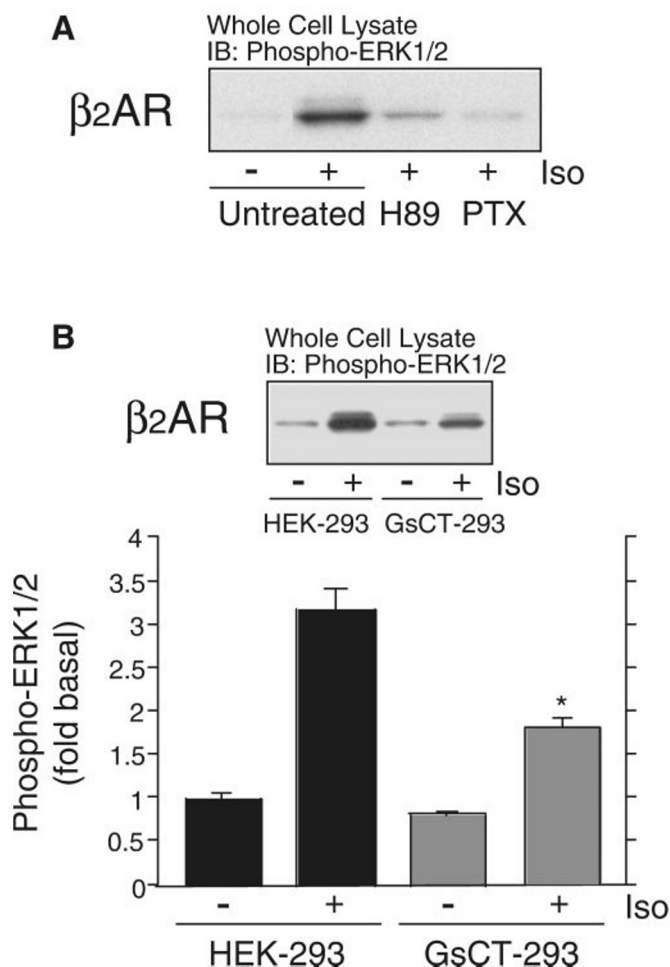 A
Whole Cell Lysate
IB: Phospho-ERK1/2
β2AR
- + + + Iso
Untreated H89 PTX
B
Whole Cell Lysate
IB: Phospho-ERK1/2
β2AR
- + - + Iso
HEK-293 GsCT-293
Phospho-ERK1/2
(fold basal)
4
3.5
3
2.5
2
1.5
1
0.5
0
*
- + - + Iso
HEK-293 GsCT-293